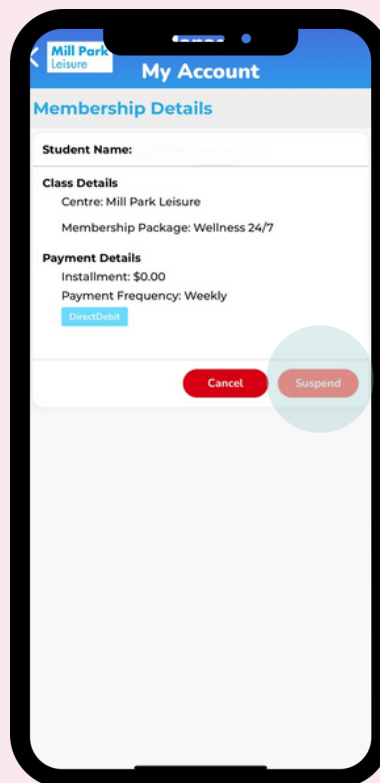 Mill Park
Leisure
My Account
Membership Details
Student Name:
Class Details
Centre: Mill Park Leisure
Membership Package: Wellness 24/7
Payment Details
Installment: $0.00
Payment Frequency: Weekly
DirectDebit
Cancel
Suspend